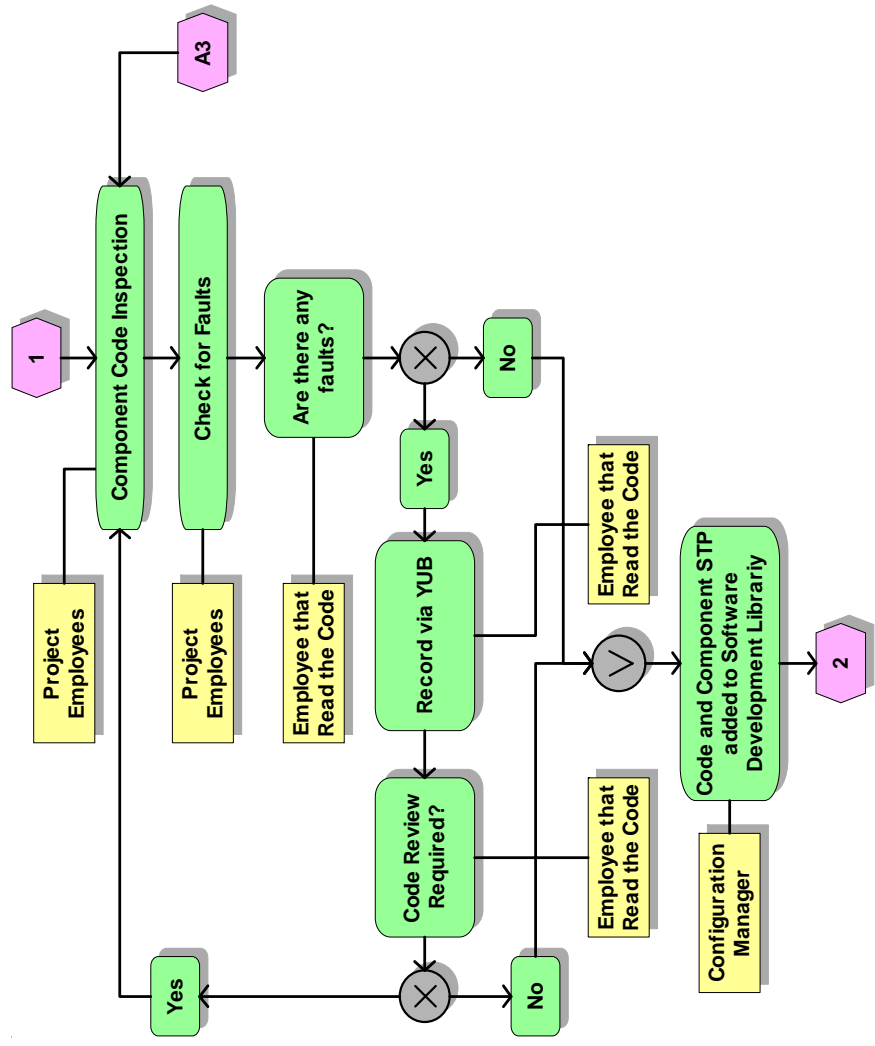 1
A3
Project
Employees
Component Code Inspection
Project
Employees
Check for Faults
Employee that
Read the Code
Are there any
faults?
No
Yes
Record via YUB
Employee that
Read the Code
Code Review
Required?
Employee that
Read the Code
Yes
No
Configuration
Manager
Code and Component STP
added to Software
Development Librariy
2